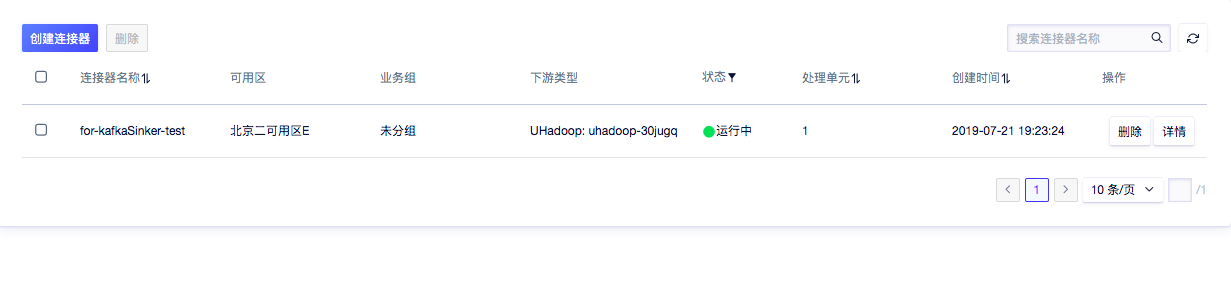 创建连接器 删除 搜索连接器名称
连接器名称 可用区 业务组 下游类型 状态 处理单元 创建时间 操作
for-kafkaSinker-test 北京二可用区E 未分组 UHadoop: uhadoop-30jugq 运行中 1 2019-07-21 19:23:24 删除 详情
1 10 条/页 /1